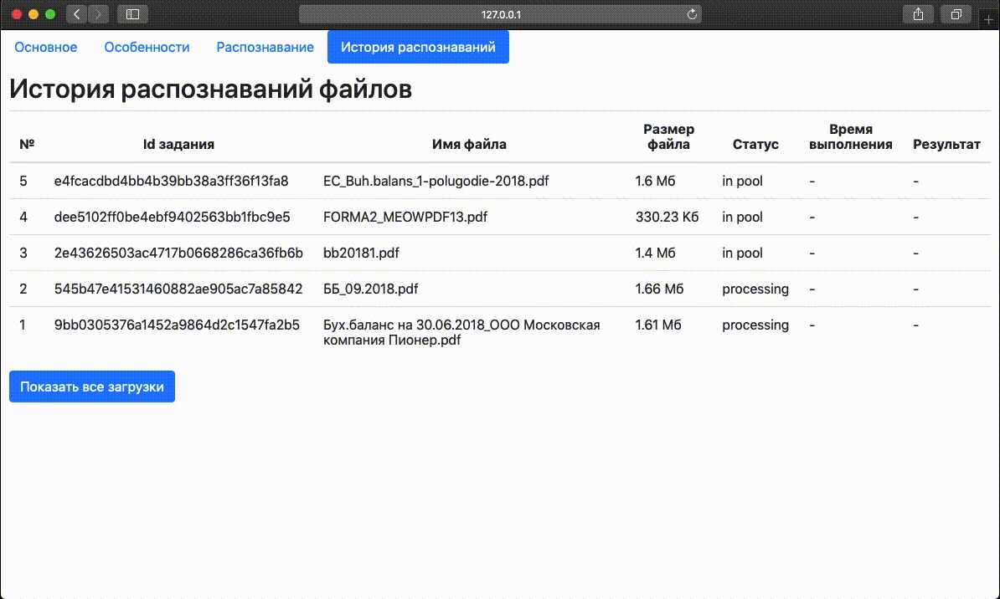 127.0.0.1
Основное Особенности Распознавание История распознаваний
История распознаваний файлов
№ Id задания Имя файла Размер файла Статус Время выполнения Результат
5 e4fcacdbd4bb4b39bb38a3ff36f13fa8 EC_Buh.balans_1-polugodie-2018.pdf 1.6 Мб in pool - -
4 dee5102ff0be4ebf9402563bb1fbc9e5 FORMA2_MEOWPDF13.pdf 330.23 Кб in pool - -
3 2e43626503ac4717b0668286ca36fb6b bb20181.pdf 1.4 Мб in pool - -
2 545b47e41531460882ae905ac7a85842 ББ_09.2018.pdf 1.66 Мб processing - -
1 9bb0305376a1452a9864d2c1547fa2b5 Бух.баланс на 30.06.2018_ООО Московская 1.61 Мб processing - -
компания Пионер.pdf
Показать все загрузки